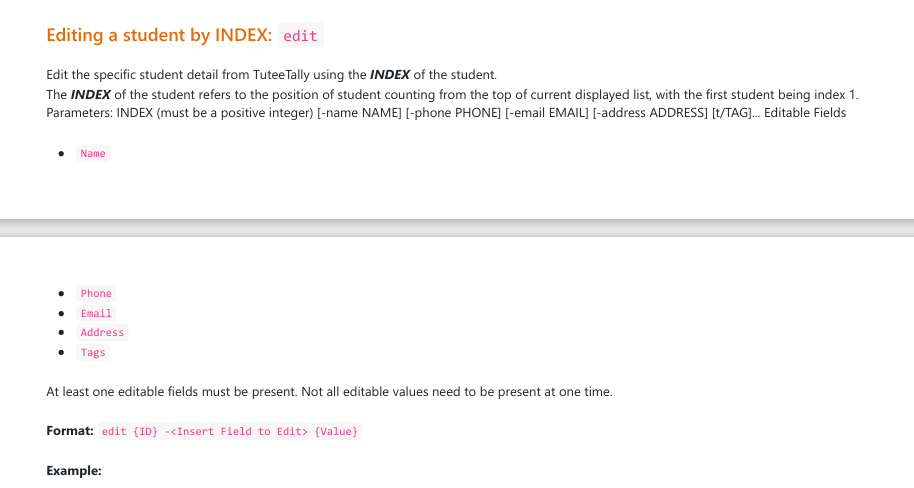 Editing a student by INDEX: edit
Edit the specific student detail from TuteeTally using the INDEX of the student.
The INDEX of the student refers to the position of student counting from the top of current displayed list, with the first student being index 1.
Parameters: INDEX (must be a positive integer) [-name NAME] [-phone PHONE] [-email EMAIL] [-address ADDRESS] [t/TAG]... Editable Fields
• Name
• Phone
• Email
• Address
• Tags
At least one editable fields must be present. Not all editable values need to be present at one time.
Format: edit {ID} -<Insert Field to Edit> {Value}
Example: